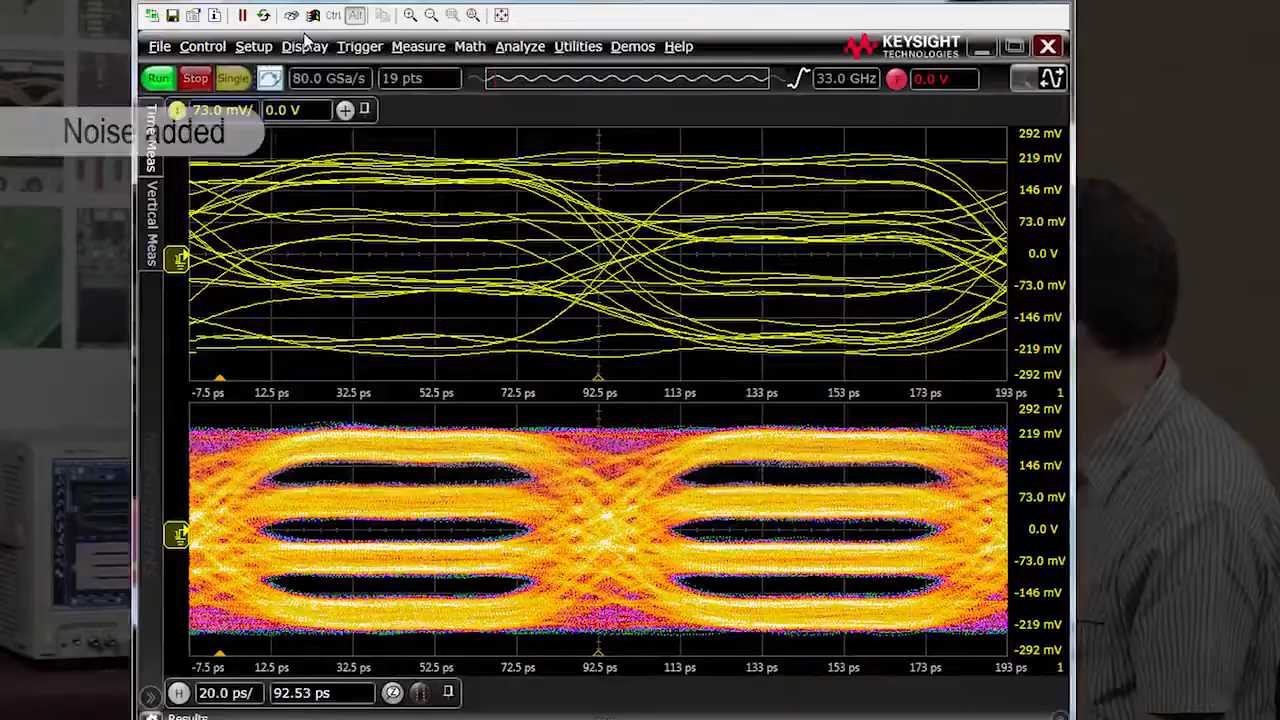 Ctrl Alt
File Control Setup Display Trigger Measure Math Analyze Utilities Demos Help
KEYSIGHT
TECHNOLOGIES
Run Stop Single 80.0 GSa/s 19 pts 33.0 GHz T 0.0 V
1 73.0 mV/ 0.0 V
Noise added
Time Meas
Vertical Meas
292 mV
219 mV
146 mV
73.0 mV
0.0 V
-73.0 mV
-146 mV
-219 mV
-292 mV
-7.5 ps 12.5 ps 32.5 ps 52.5 ps 72.5 ps 92.5 ps 113 ps 133 ps 153 ps 173 ps 193 ps 1
292 mV
219 mV
146 mV
73.0 mV
0.0 V
-73.0 mV
-146 mV
-219 mV
-292 mV
-7.5 ps 12.5 ps 32.5 ps 52.5 ps 72.5 ps 92.5 ps 113 ps 133 ps 153 ps 173 ps 193 ps 1
H 20.0 ps/ 92.53 ps
Results